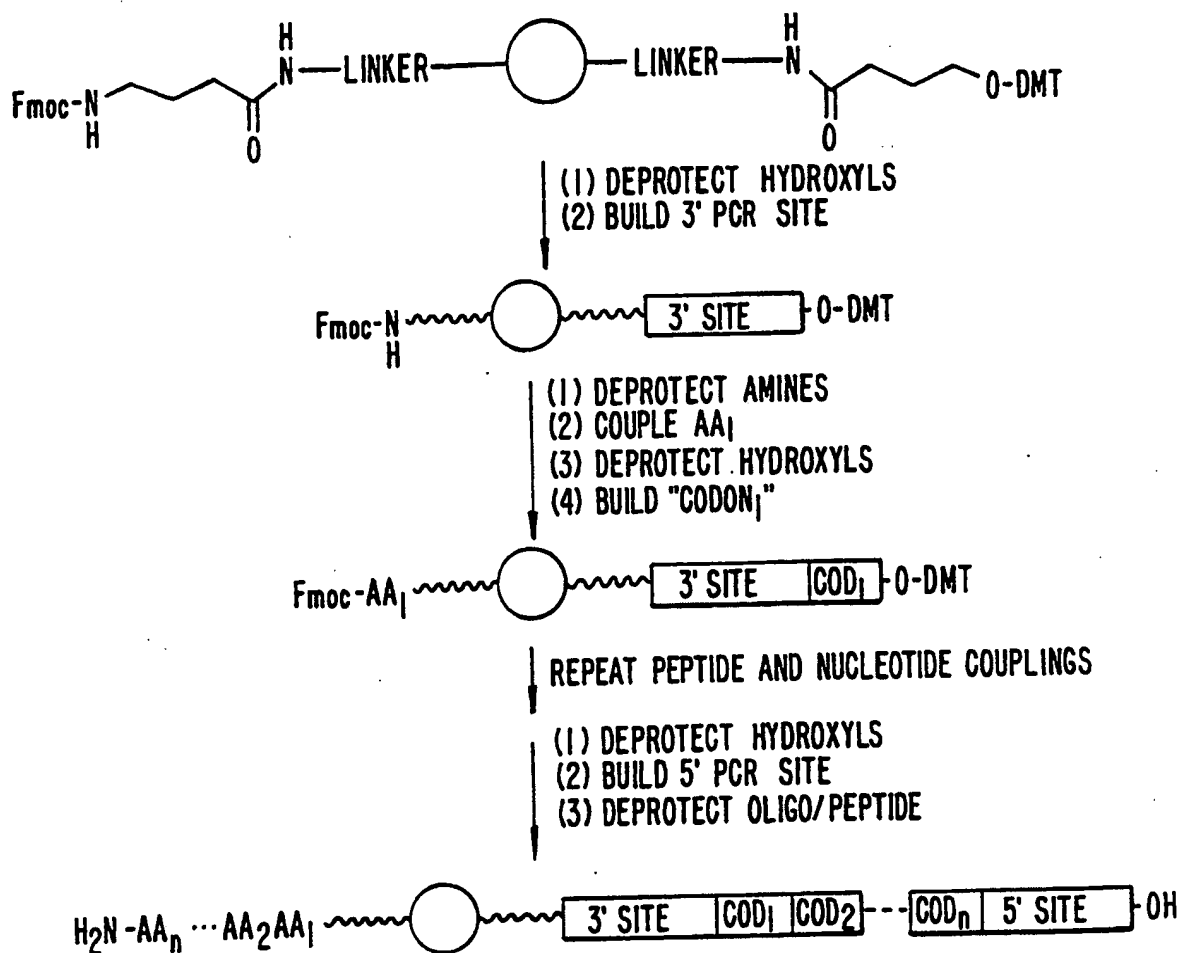 H
Fmoc-N
H
N
O
LINKER
LINKER
H
N
O
O-DMT
(1) DEPROTECT HYDROXYLS
(2) BUILD 3' PCR SITE
Fmoc-N
H
3' SITE
O-DMT
(1) DEPROTECT AMINES
(2) COUPLE AA₁
(3) DEPROTECT HYDROXYLS
(4) BUILD "CODON₁"
Fmoc-AA₁
3' SITE
COD₁
O-DMT
REPEAT PEPTIDE AND NUCLEOTIDE COUPLINGS
(1) DEPROTECT HYDROXYLS
(2) BUILD 5' PCR SITE
(3) DEPROTECT OLIGO/PEPTIDE
H₂N-AAₙ ··· AA₂AA₁
3' SITE
COD₁
COD₂
---
CODₙ
5' SITE
OH